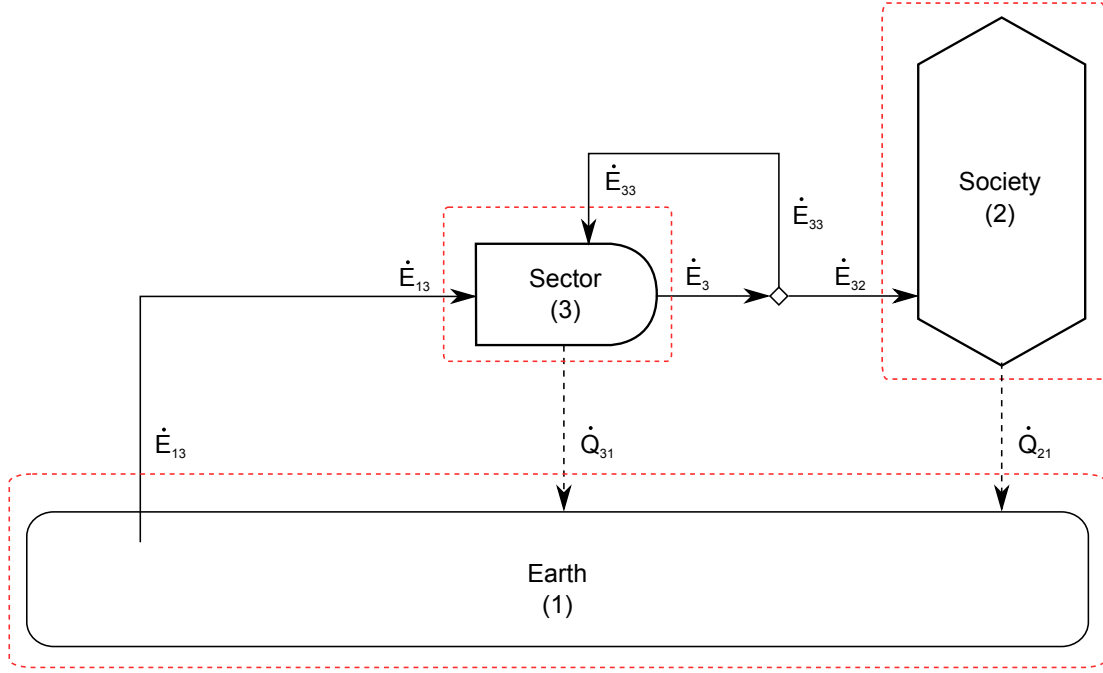 Society
(2)
Ė₃₃
Ė₃₃
Ė₁₃
Sector
(3)
Ė₃
Ė₃₂
Ė₁₃
Q̇₃₁
Q̇₂₁
Earth
(1)